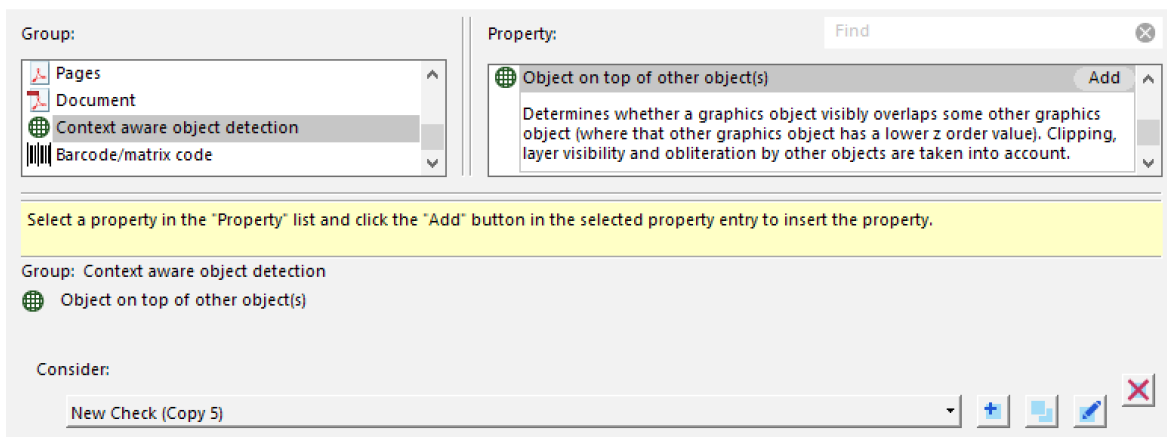 Group:
Pages
Document
Context aware object detection
Barcode/matrix code
Property:
Find
Object on top of other object(s)
Add
Determines whether a graphics object visibly overlaps some other graphics
object (where that other graphics object has a lower z order value). Clipping,
layer visibility and obliteration by other objects are taken into account.
Select a property in the "Property" list and click the "Add" button in the selected property entry to insert the property.
Group: Context aware object detection
Object on top of other object(s)
Consider:
New Check (Copy 5)